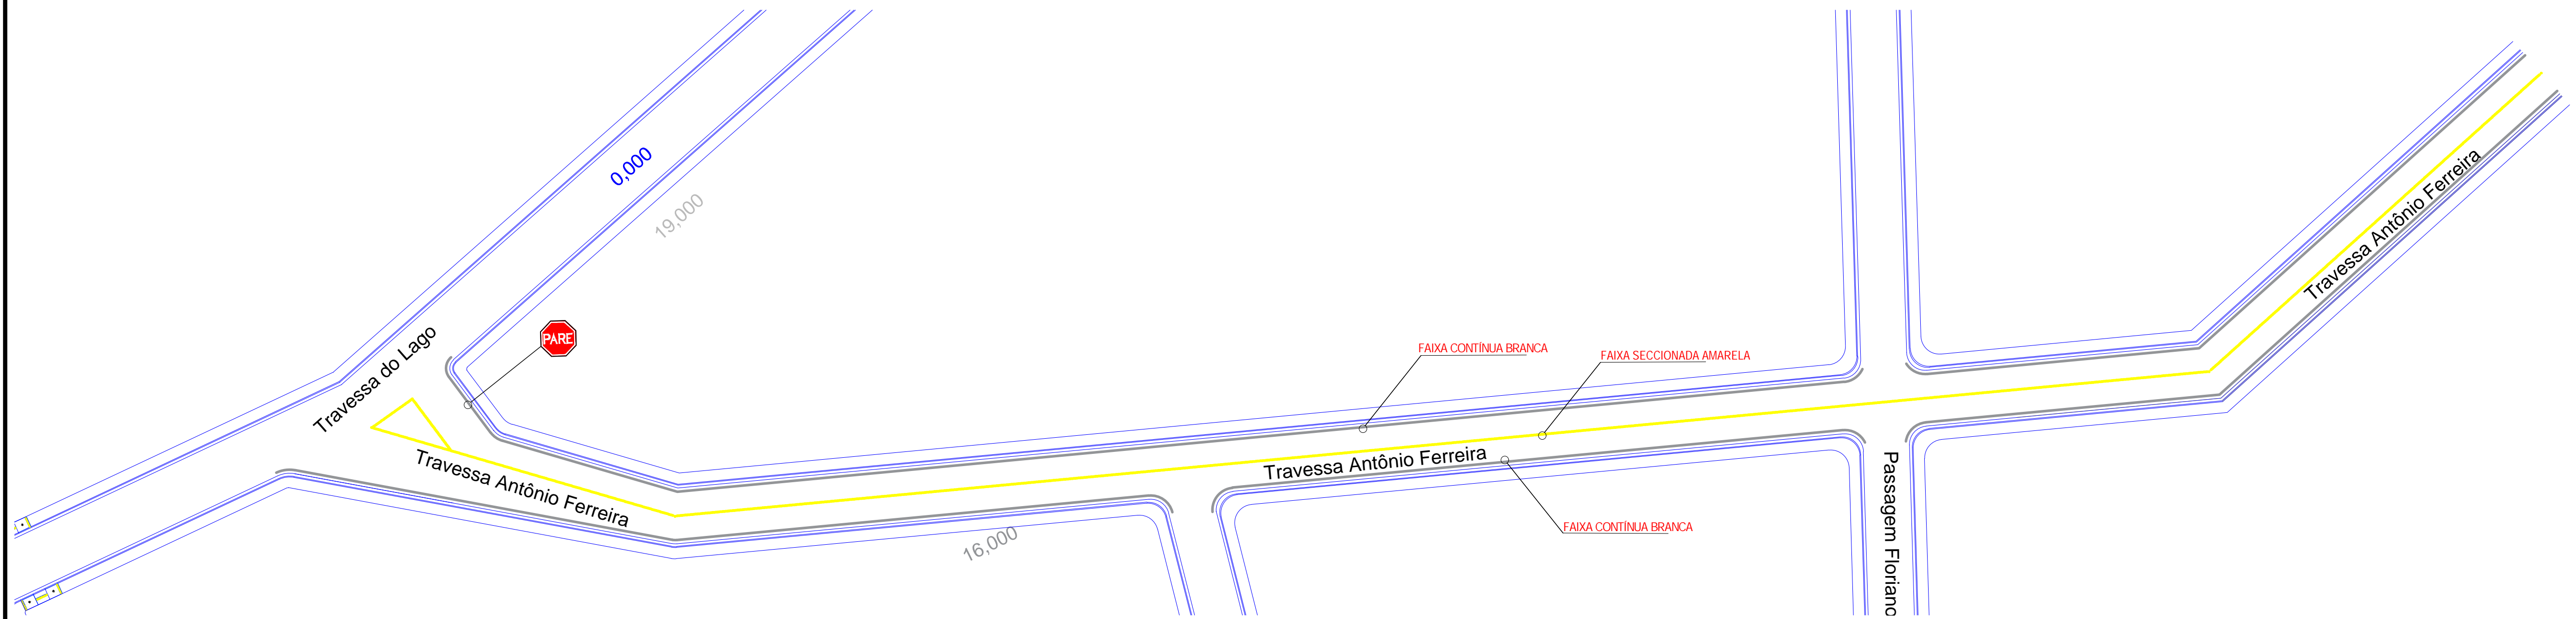 0,000
19,000
Travessa do Lago
PARE
FAIXA CONTÍNUA BRANCA
FAIXA SECCIONADA AMARELA
Travessa Antônio Ferreira
Travessa Antônio Ferreira
Travessa Antônio Ferreira
16,000
FAIXA CONTÍNUA BRANCA
Passagem Floriano